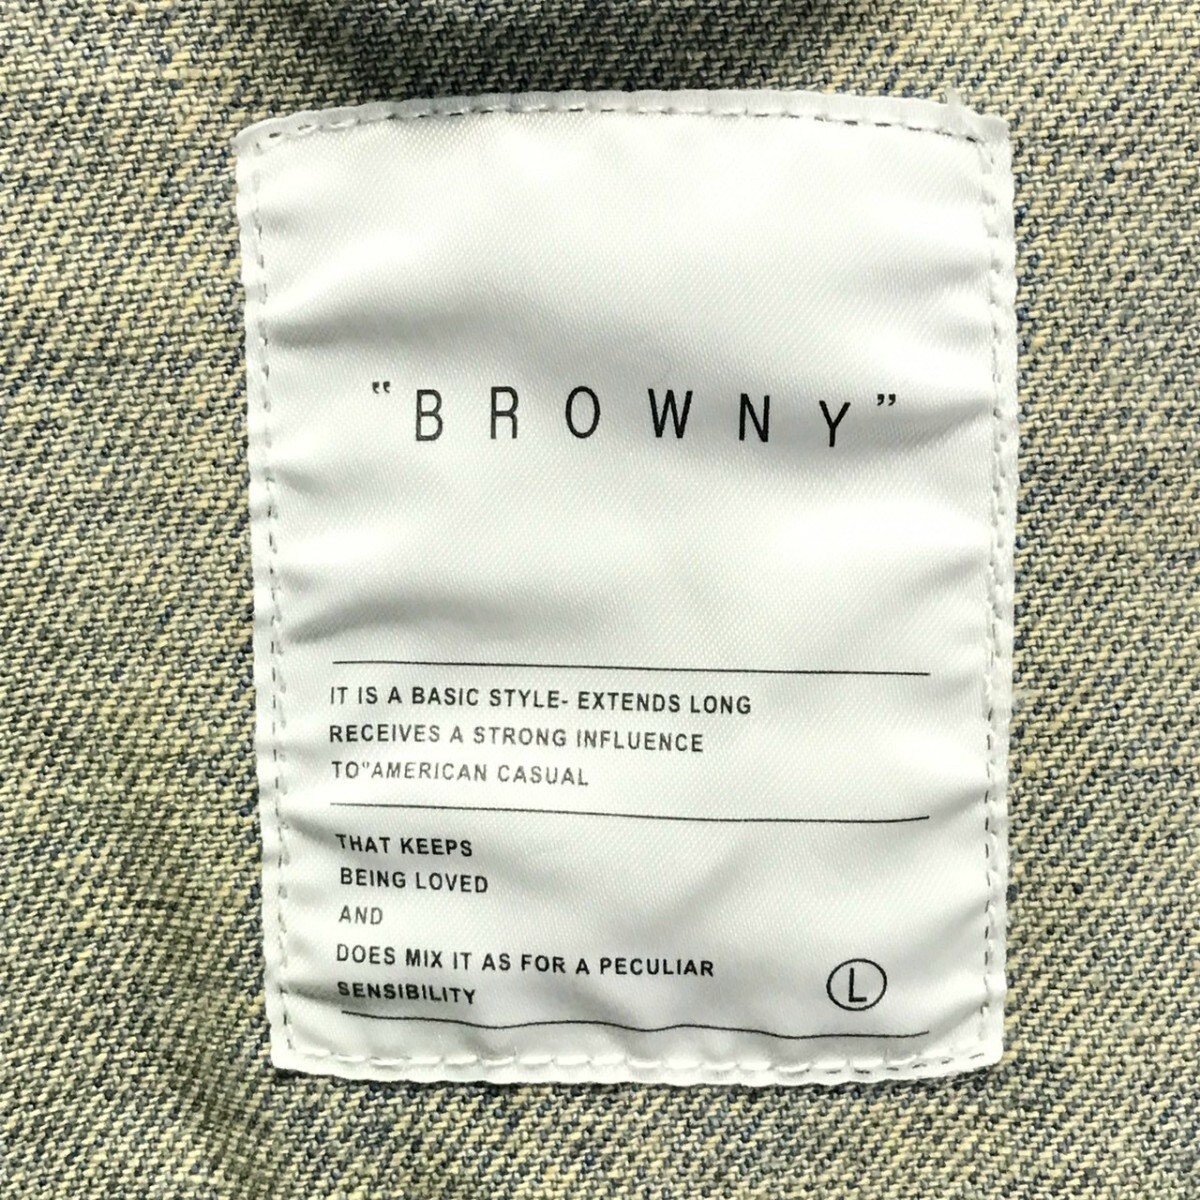 “BROWNY”
IT IS A BASIC STYLE- EXTENDS LONG
RECEIVES A STRONG INFLUENCE
TO"AMERICAN CASUAL
THAT KEEPS
BEING LOVED
AND
DOES MIX IT AS FOR A PECULIAR
SENSIBILITY
L